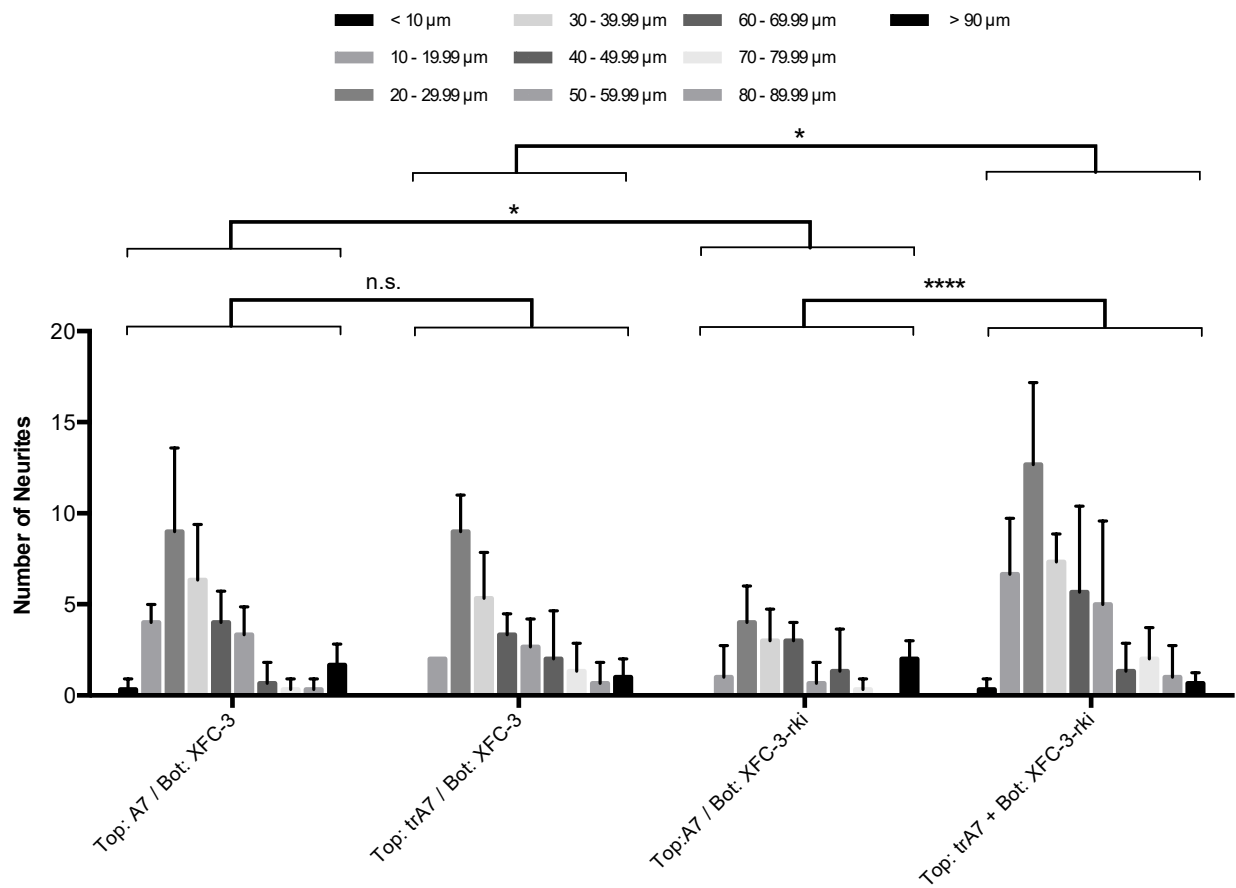 < 10 µm 30 - 39.99 µm 60 - 69.99 µm > 90 µm
10 - 19.99 µm 40 - 49.99 µm 70 - 79.99 µm
20 - 29.99 µm 50 - 59.99 µm 80 - 89.99 µm
*
*
n.s. ****
20
15
10
5
0
Number of Neurites
Top: A7 / Bot: XFC-3
Top: trA7 / Bot: XFC-3
Top:A7 / Bot: XFC-3-rki
Top: trA7 + Bot: XFC-3-rki